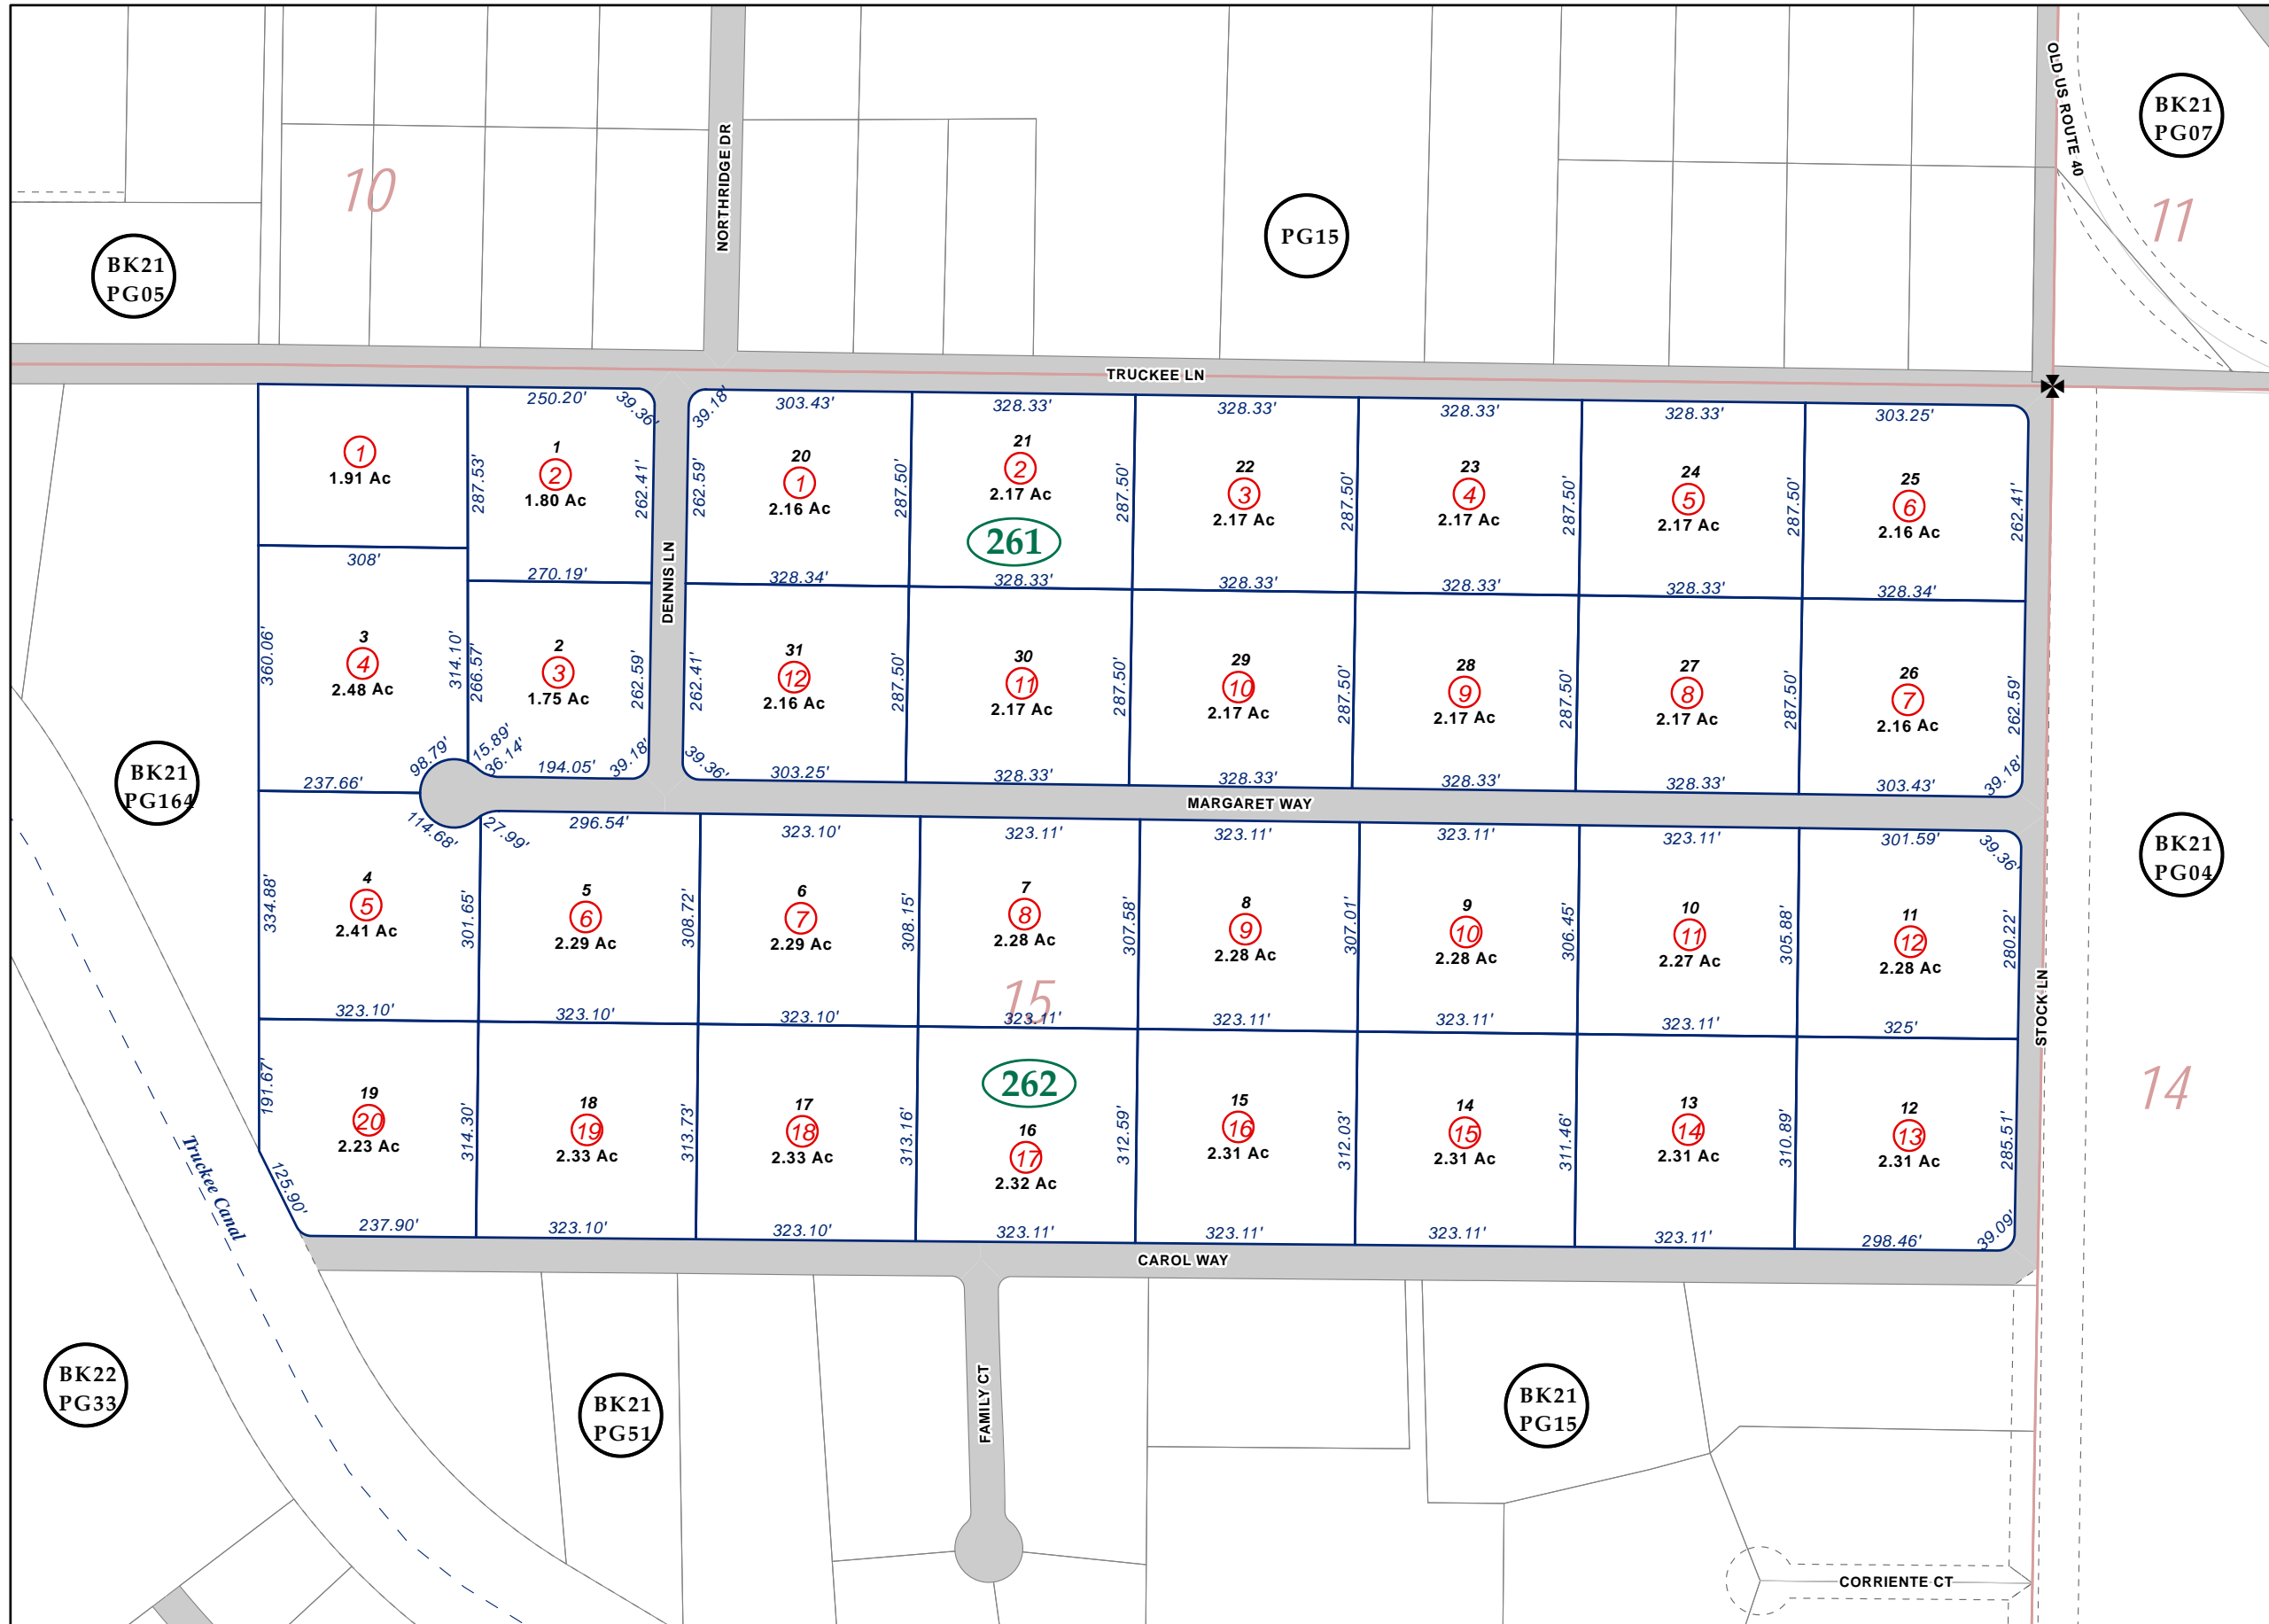 10
NORTHRIDGE DR
OLD US ROUTE 40
BK21
PG07
11
PG15
BK21
PG05
TRUCKEE LN
250.20'
39.36'
39.18'
303.43'
328.33'
328.33'
328.33'
328.33'
303.25'
1
1.91 Ac
287.53'
1
2
1.80 Ac
262.41'
262.59'
20
1
2.16 Ac
287.50'
21
2
2.17 Ac
287.50'
22
3
2.17 Ac
287.50'
23
4
2.17 Ac
287.50'
24
5
2.17 Ac
287.50'
25
6
2.16 Ac
262.41'
261
308'
270.19'
DENNIS LN
328.34'
328.33'
328.33'
328.33'
328.33'
328.34'
360.06'
3
4
2.48 Ac
314.10'
266.57'
2
3
1.75 Ac
262.59'
262.41'
31
12
2.16 Ac
287.50'
30
11
2.17 Ac
287.50'
29
10
2.17 Ac
287.50'
28
9
2.17 Ac
287.50'
27
8
2.17 Ac
287.50'
26
7
2.16 Ac
262.59'
237.66'
98.79'
15.89'
36.14'
194.05'
39.18'
39.36'
303.25'
328.33'
328.33'
328.33'
328.33'
303.43'
39.18'
BK21
PG164
MARGARET WAY
114.68'
27.99'
296.54'
323.10'
323.11'
323.11'
323.11'
323.11'
301.59'
39.36'
BK21
PG04
334.88'
4
5
2.41 Ac
301.65'
5
6
2.29 Ac
308.72'
6
7
2.29 Ac
308.15'
7
8
2.28 Ac
307.58'
8
9
2.28 Ac
307.01'
9
10
2.28 Ac
306.45'
10
11
2.27 Ac
305.88'
11
12
2.28 Ac
280.22'
STOCK LN
15
323.10'
323.10'
323.10'
323.11'
323.11'
323.11'
323.11'
325'
262
14
191.67'
19
20
2.23 Ac
314.30'
18
19
2.33 Ac
313.73'
17
18
2.33 Ac
313.16'
16
17
2.32 Ac
312.59'
15
16
2.31 Ac
312.03'
14
15
2.31 Ac
311.46'
13
14
2.31 Ac
310.89'
12
13
2.31 Ac
285.51'
Truckee Canal
125.90'
237.90'
323.10'
323.10'
323.11'
323.11'
323.11'
323.11'
298.46'
39.09'
CAROL WAY
BK22
PG33
BK21
PG51
FAMILY CT
BK21
PG15
CORRIENTE CT